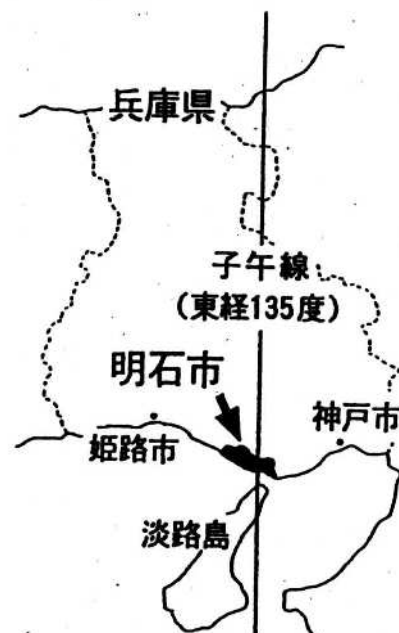 兵庫県
子午線
（東経135度）
明石市
神戸市
姫路市
淡路島